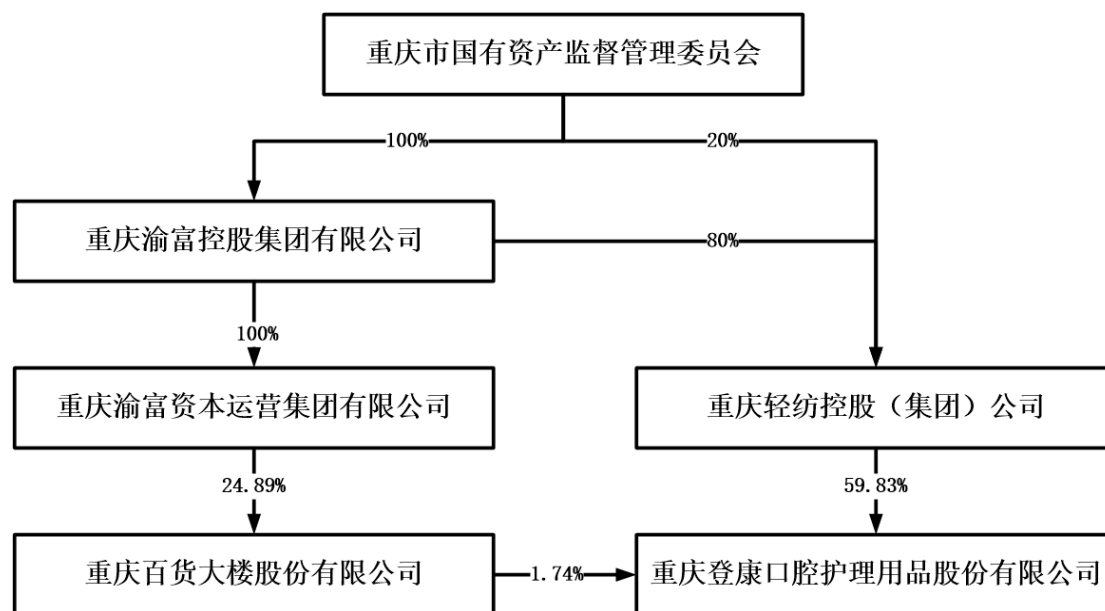 重庆市国有资产监督管理委员会
100%
20%
重庆渝富控股集团有限公司
80%
100%
重庆渝富资本运营集团有限公司
重庆轻纺控股（集团）公司
24.89%
59.83%
重庆百货大楼股份有限公司
1.74%
重庆登康口腔护理用品股份有限公司